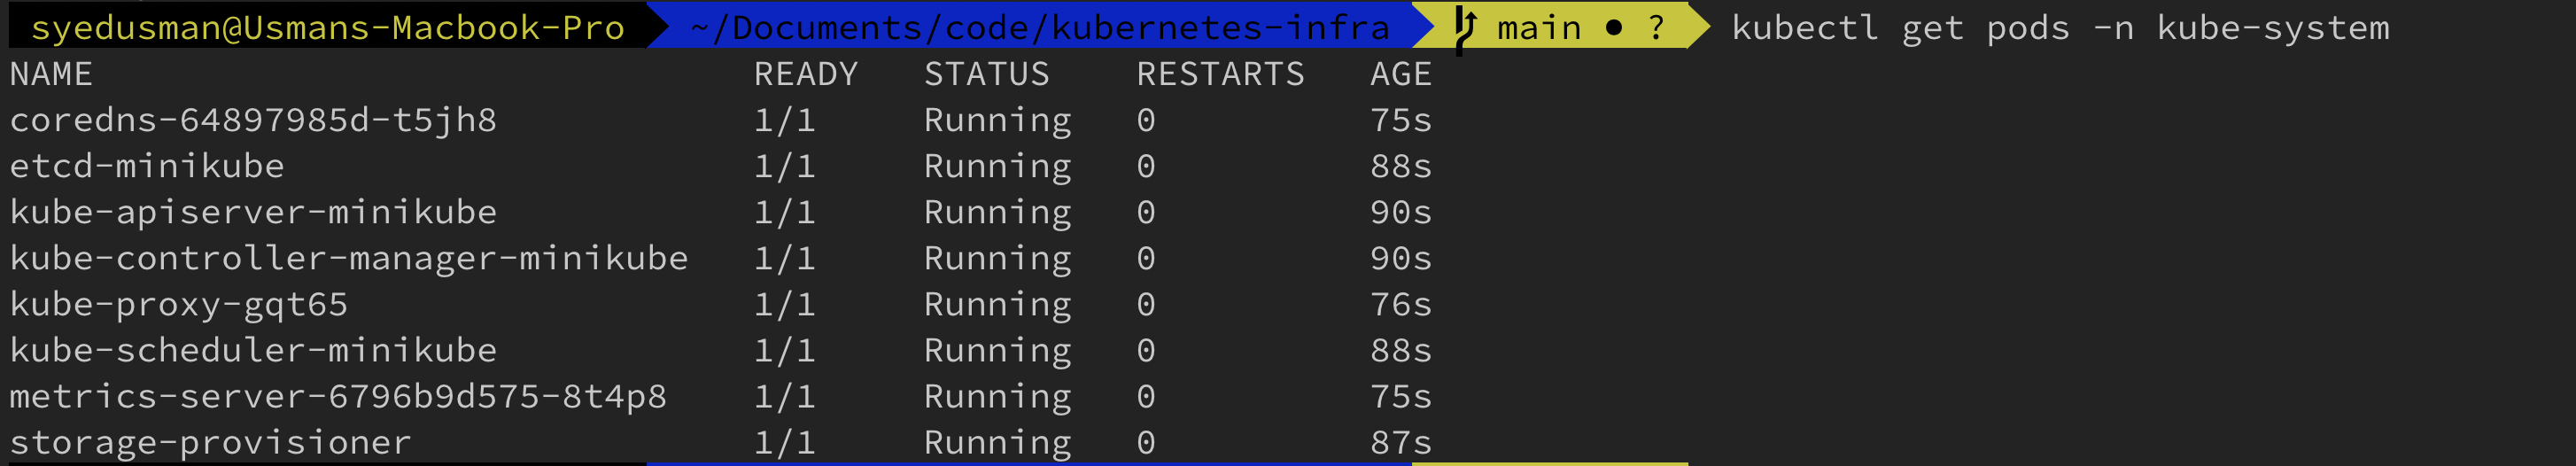 syedusman@Usmans-Macbook-Pro ~/Documents/code/kubernetes-infra main ● ? kubectl get pods -n kube-system
NAME READY STATUS RESTARTS AGE
coredns-64897985d-t5jh8 1/1 Running 0 75s
etcd-minikube 1/1 Running 0 88s
kube-apiserver-minikube 1/1 Running 0 90s
kube-controller-manager-minikube 1/1 Running 0 90s
kube-proxy-gqt65 1/1 Running 0 76s
kube-scheduler-minikube 1/1 Running 0 88s
metrics-server-6796b9d575-8t4p8 1/1 Running 0 75s
storage-provisioner 1/1 Running 0 87s